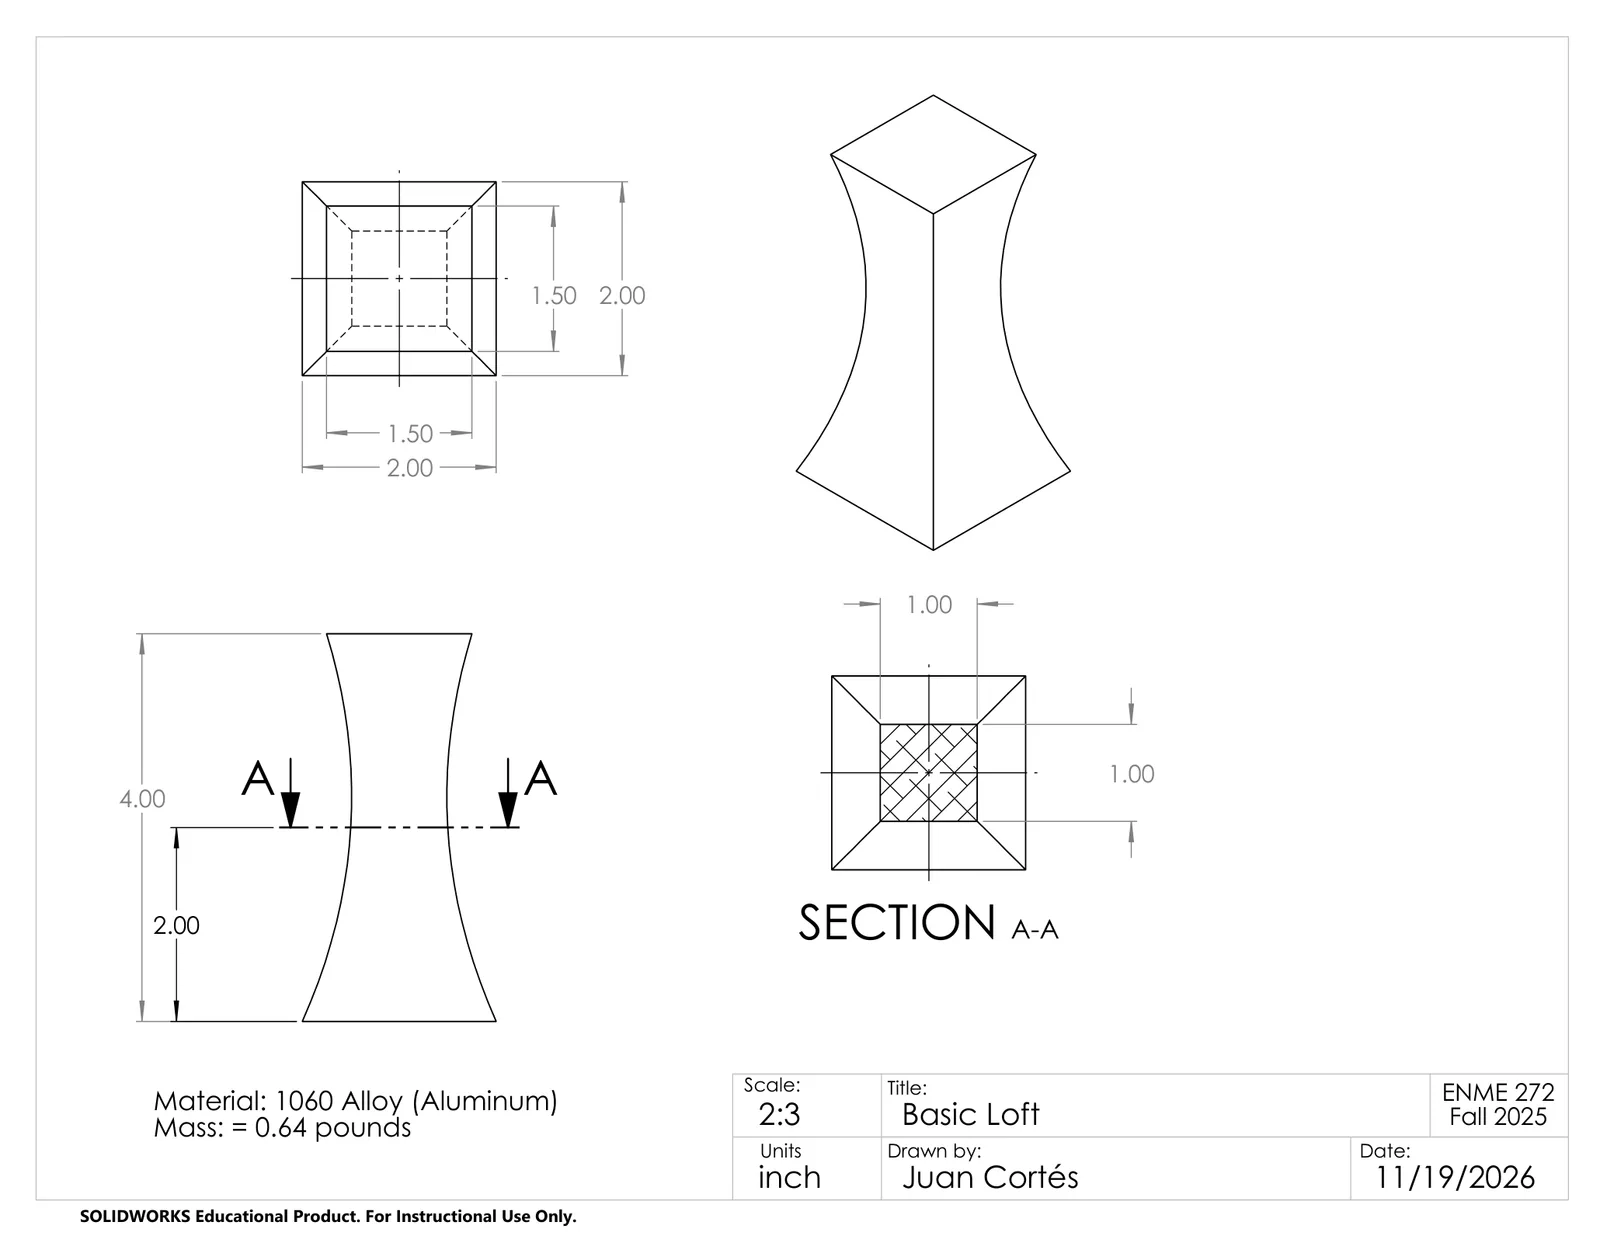 1.50
2.00
1.50
2.00
1.00
4.00
A
A
1.00
2.00
SECTION A-A
Material: 1060 Alloy (Aluminum)
Mass: = 0.64 pounds
Scale:
2:3
Title:
Basic Loft
ENME 272
Fall 2025
Units
inch
Drawn by:
Juan Cortés
Date:
11/19/2026
SOLIDWORKS Educational Product. For Instructional Use Only.